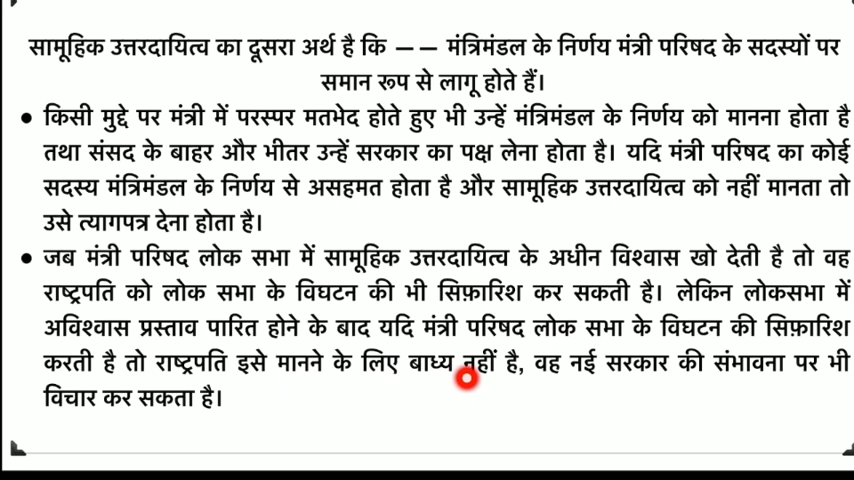 सामूहिक उत्तरदायित्व का दूसरा अर्थ है कि —— मंत्रिमंडल के निर्णय मंत्री परिषद के सदस्यों पर
समान रूप से लागू होते हैं।
● किसी मुद्दे पर मंत्री में परस्पर मतभेद होते हुए भी उन्हें मंत्रिमंडल के निर्णय को मानना होता है
तथा संसद के बाहर और भीतर उन्हें सरकार का पक्ष लेना होता है। यदि मंत्री परिषद का कोई
सदस्य मंत्रिमंडल के निर्णय से असहमत होता है और सामूहिक उत्तरदायित्व को नहीं मानता तो
उसे त्यागपत्र देना होता है।
● जब मंत्री परिषद लोक सभा में सामूहिक उत्तरदायित्व के अधीन विश्वास खो देती है तो वह
राष्ट्रपति को लोक सभा के विघटन की भी सिफ़ारिश कर सकती है। लेकिन लोकसभा में
अविश्वास प्रस्ताव पारित होने के बाद यदि मंत्री परिषद लोक सभा के विघटन की सिफ़ारिश
करती है तो राष्ट्रपति इसे मानने के लिए बाध्य नहीं है, वह नई सरकार की संभावना पर भी
विचार कर सकता है।